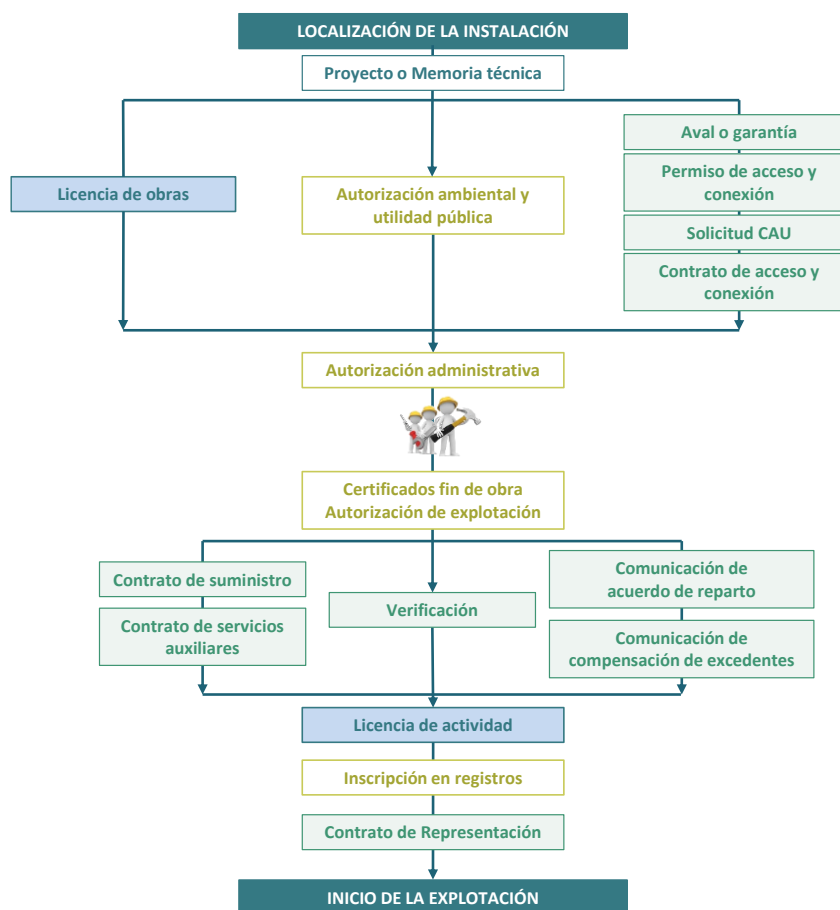 LOCALIZACIÓN DE LA INSTALACIÓN
Proyecto o Memoria técnica
Licencia de obras
Autorización ambiental y
utilidad pública
Aval o garantía
Permiso de acceso y
conexión
Solicitud CAU
Contrato de acceso y
conexión
Autorización administrativa
Certificados fin de obra
Autorización de explotación
Contrato de suministro
Contrato de servicios
auxiliares
Verificación
Comunicación de
acuerdo de reparto
Comunicación de
compensación de excedentes
Licencia de actividad
Inscripción en registros
Contrato de Representación
INICIO DE LA EXPLOTACIÓN